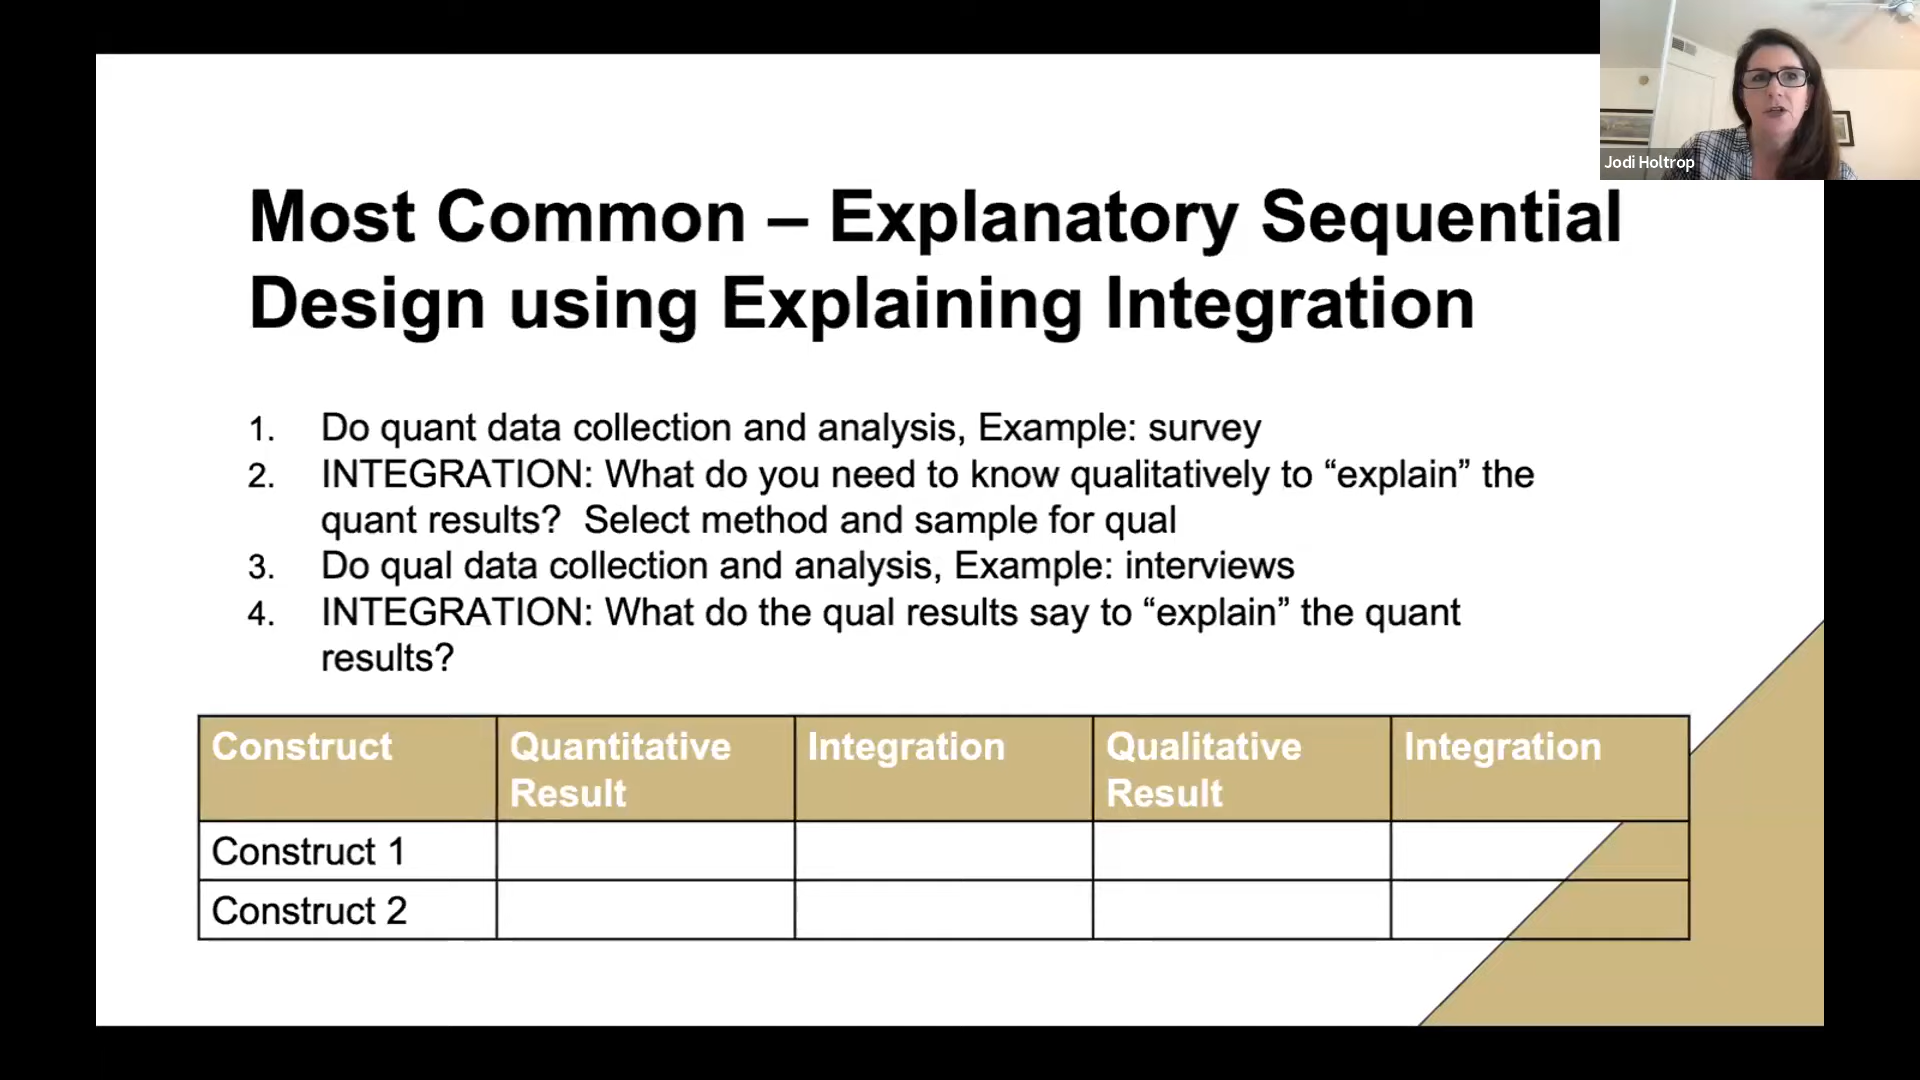 Jodi Holtrop
Most Common – Explanatory Sequential
Design using Explaining Integration
1. Do quant data collection and analysis, Example: survey
2. INTEGRATION: What do you need to know qualitatively to “explain” the
quant results?  Select method and sample for qual
3. Do qual data collection and analysis, Example: interviews
4. INTEGRATION: What do the qual results say to “explain” the quant
results?
Construct Quantitative Result Integration Qualitative Result Integration
Construct 1
Construct 2